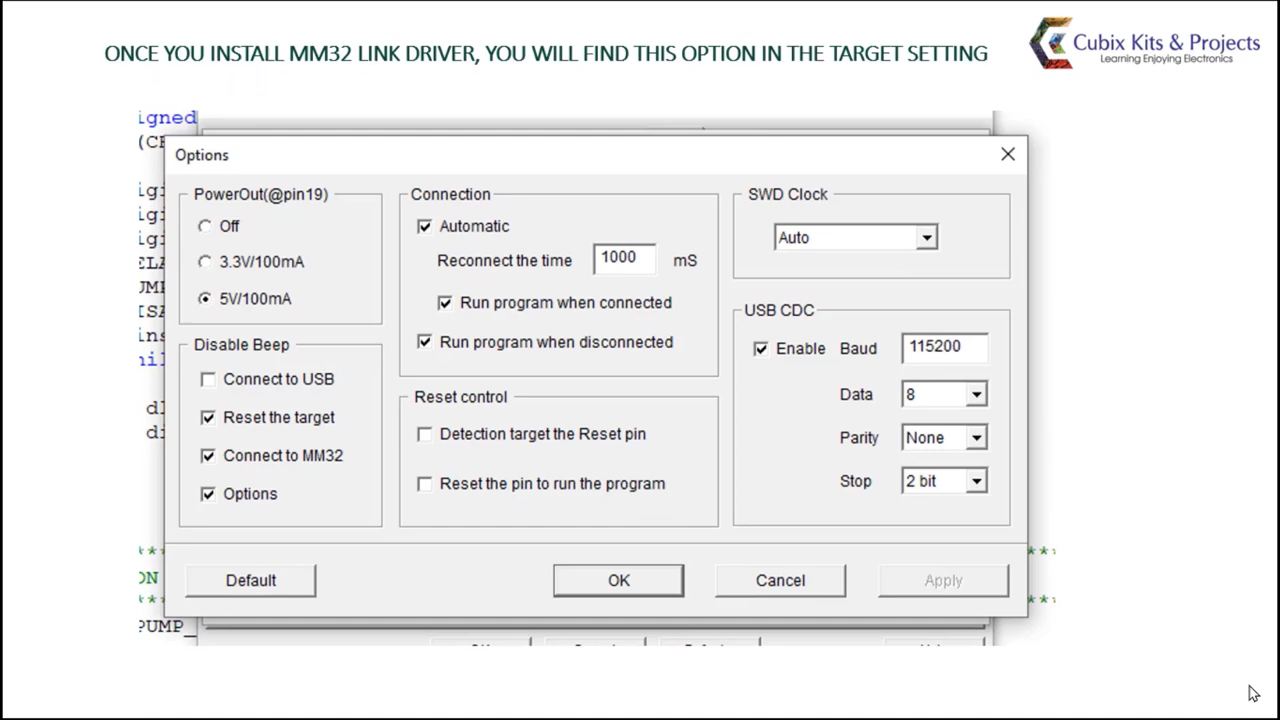 ONCE YOU INSTALL MM32 LINK DRIVER, YOU WILL FIND THIS OPTION IN THE TARGET SETTING
Cubix Kits & Projects
Learning Enjoying Electronics
igned
Options
PowerOut(@pin19)
Off
3.3V/100mA
5V/100mA
Disable Beep
Connect to USB
Reset the target
Connect to MM32
Options
Connection
Automatic
Reconnect the time 1000 mS
Run program when connected
Run program when disconnected
Reset control
Detection target the Reset pin
Reset the pin to run the program
SWD Clock
Auto
USB CDC
Enable Baud 115200
Data 8
Parity None
Stop 2 bit
Default OK Cancel Apply
ON
PUMP_